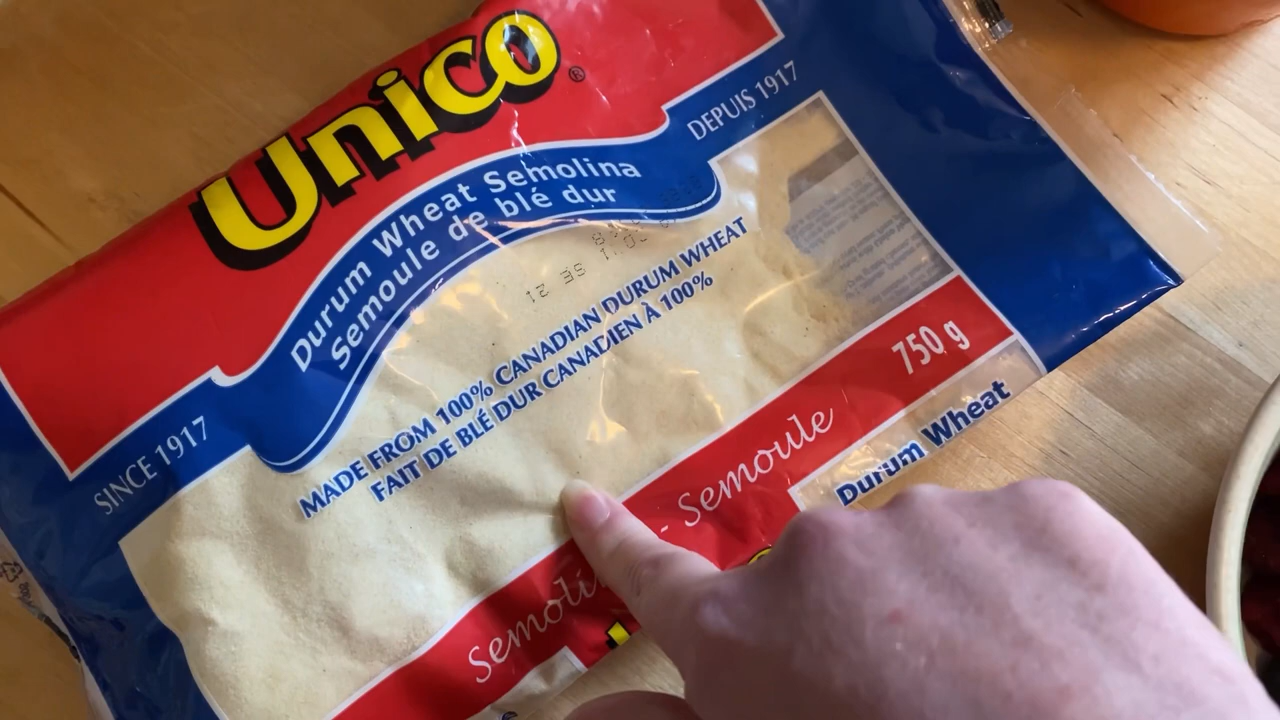 Unico®
DEPUIS 1917
Durum Wheat Semolina
Semoule de blé dur
SINCE 1917
MADE FROM 100% CANADIAN DURUM WHEAT
FAIT DE BLÉ DUR CANADIEN À 100%
750 g
- Semoule
Durum Wheat